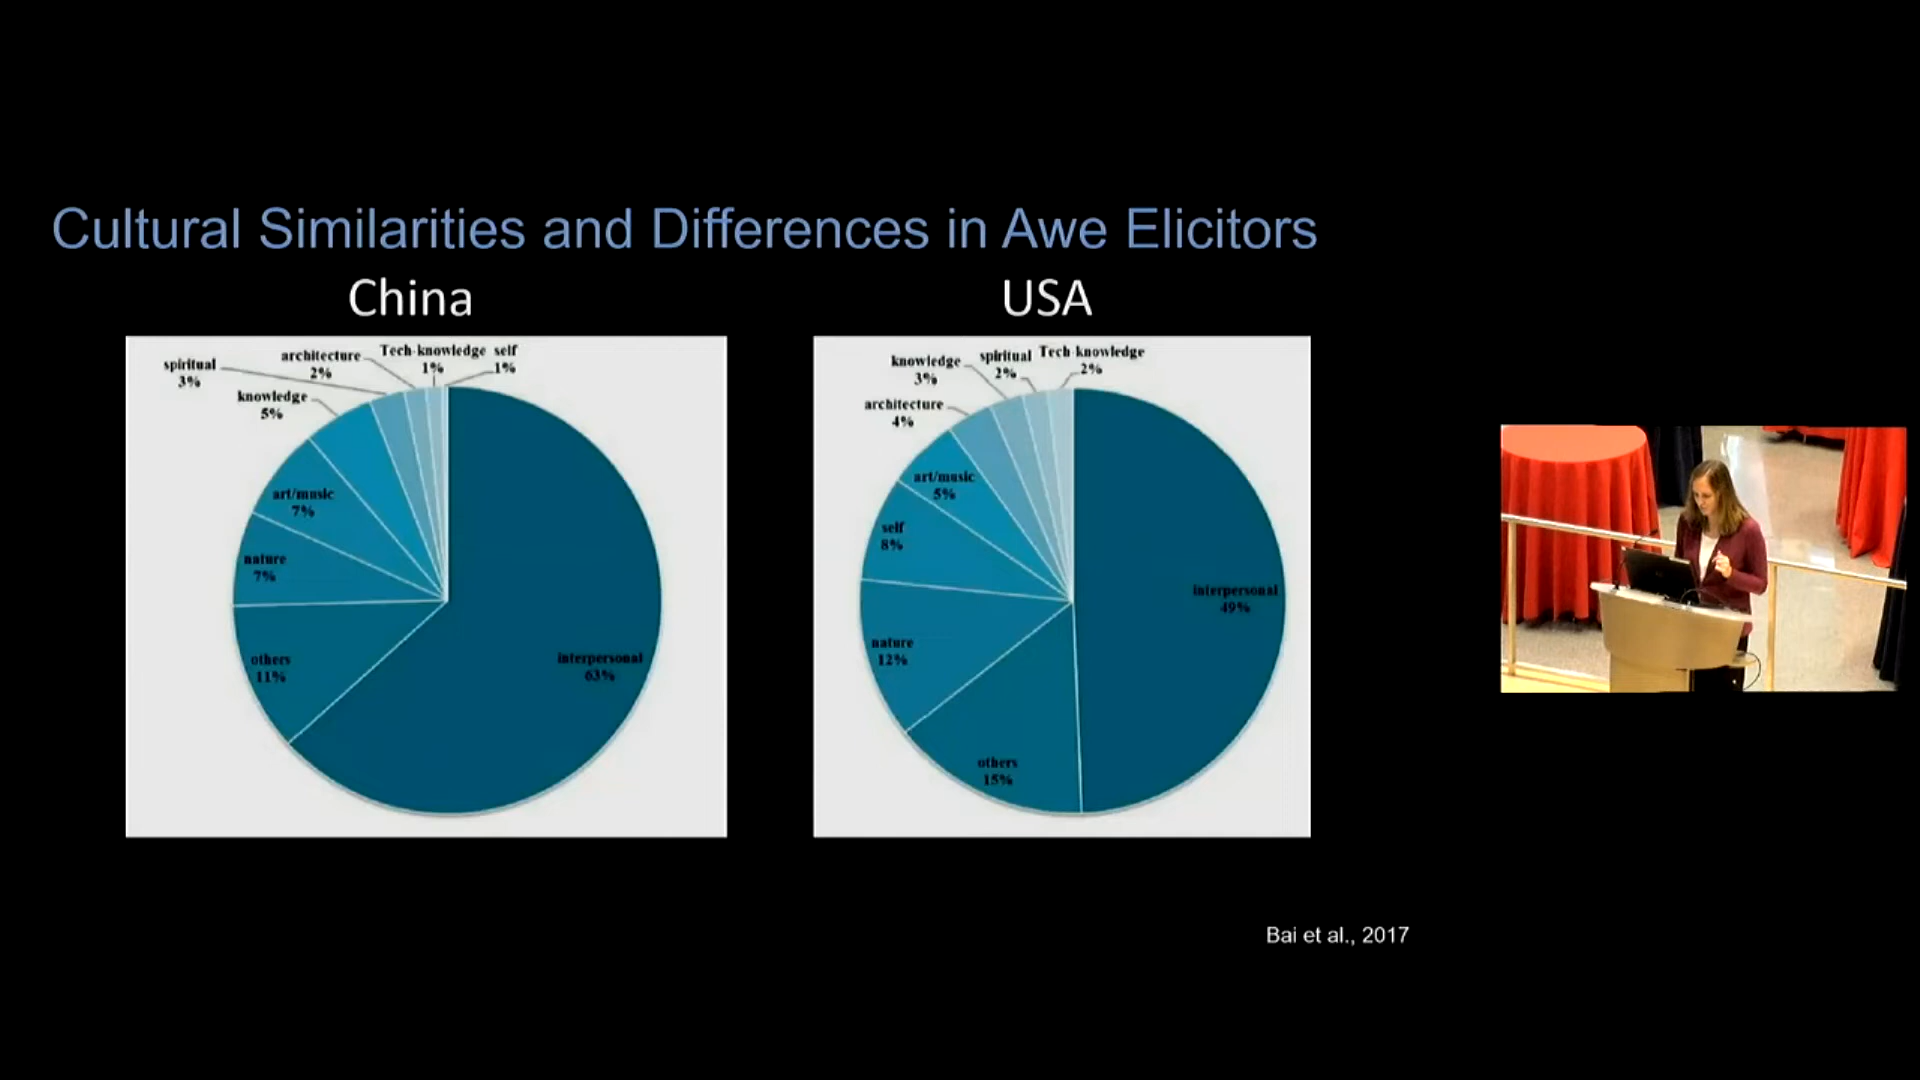 Cultural Similarities and Differences in Awe Elicitors
China
USA
spiritual
3%
architecture
2%
Tech-knowledge
1%
self
1%
knowledge
5%
art/music
7%
nature
7%
others
11%
interpersonal
63%
knowledge
3%
spiritual
2%
Tech-knowledge
2%
architecture
4%
art/music
5%
self
8%
nature
12%
others
15%
interpersonal
49%
Bai et al., 2017